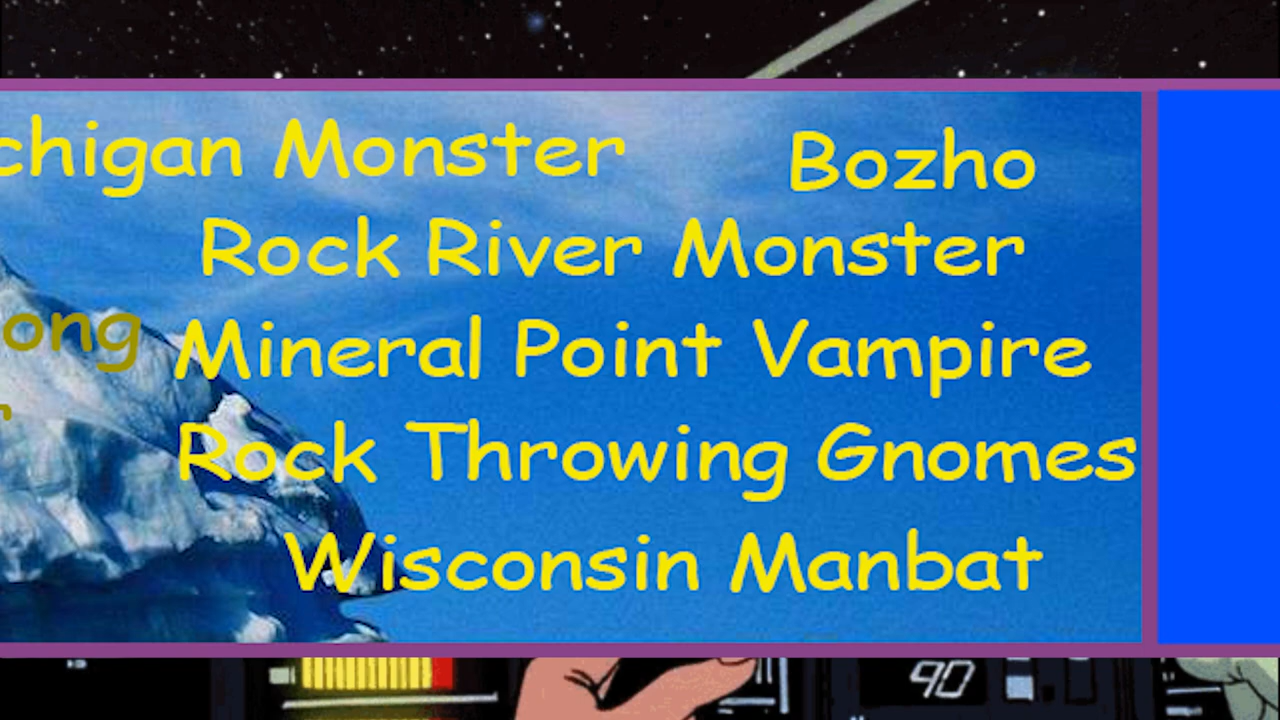 chigan Monster
Bozho
Rock River Monster
ong
Mineral Point Vampire
r
Rock Throwing Gnomes
Wisconsin Manbat
90